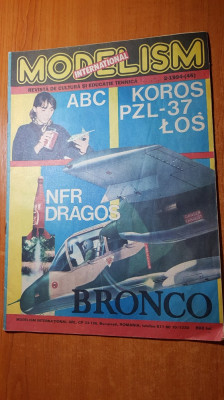 MODELISM
INTERNATIONAL
REVISTĂ DE CULTURĂ ȘI EDUCAȚIE TEHNICĂ
ABC
KOROS
PZL-37
ŁOŚ
NFR
DRAGOȘ
BRONCO